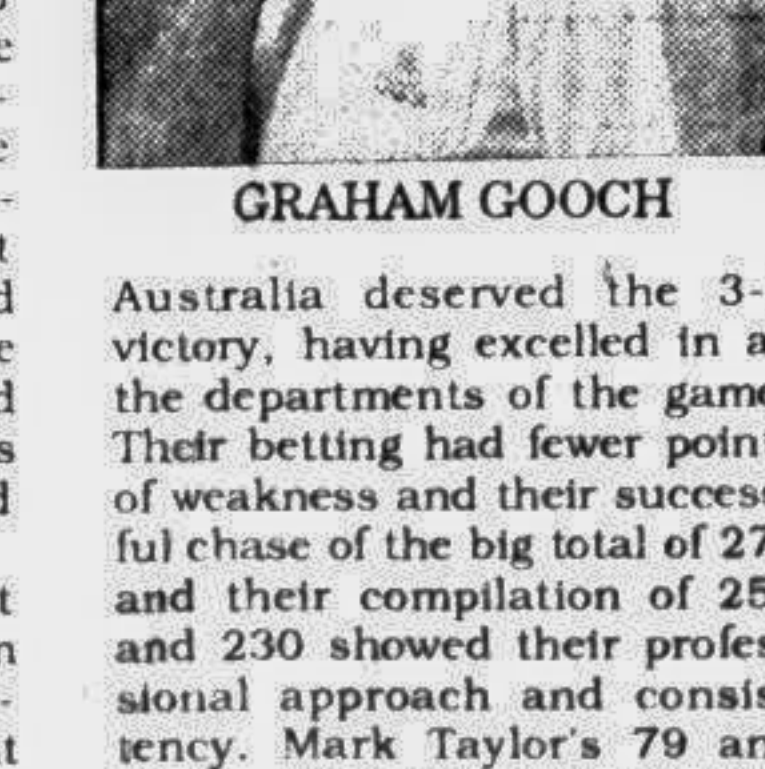 GRAHAM GOOCH
Australia deserved the 3-
victory, having excelled in a
the departments of the game
Their betting had fewer poin
of weakness and their succes
ful chase of the big total of 27
and their compilation of 25
and 230 showed their profes
sional approach and consis
tency. Mark Taylor's 79 an